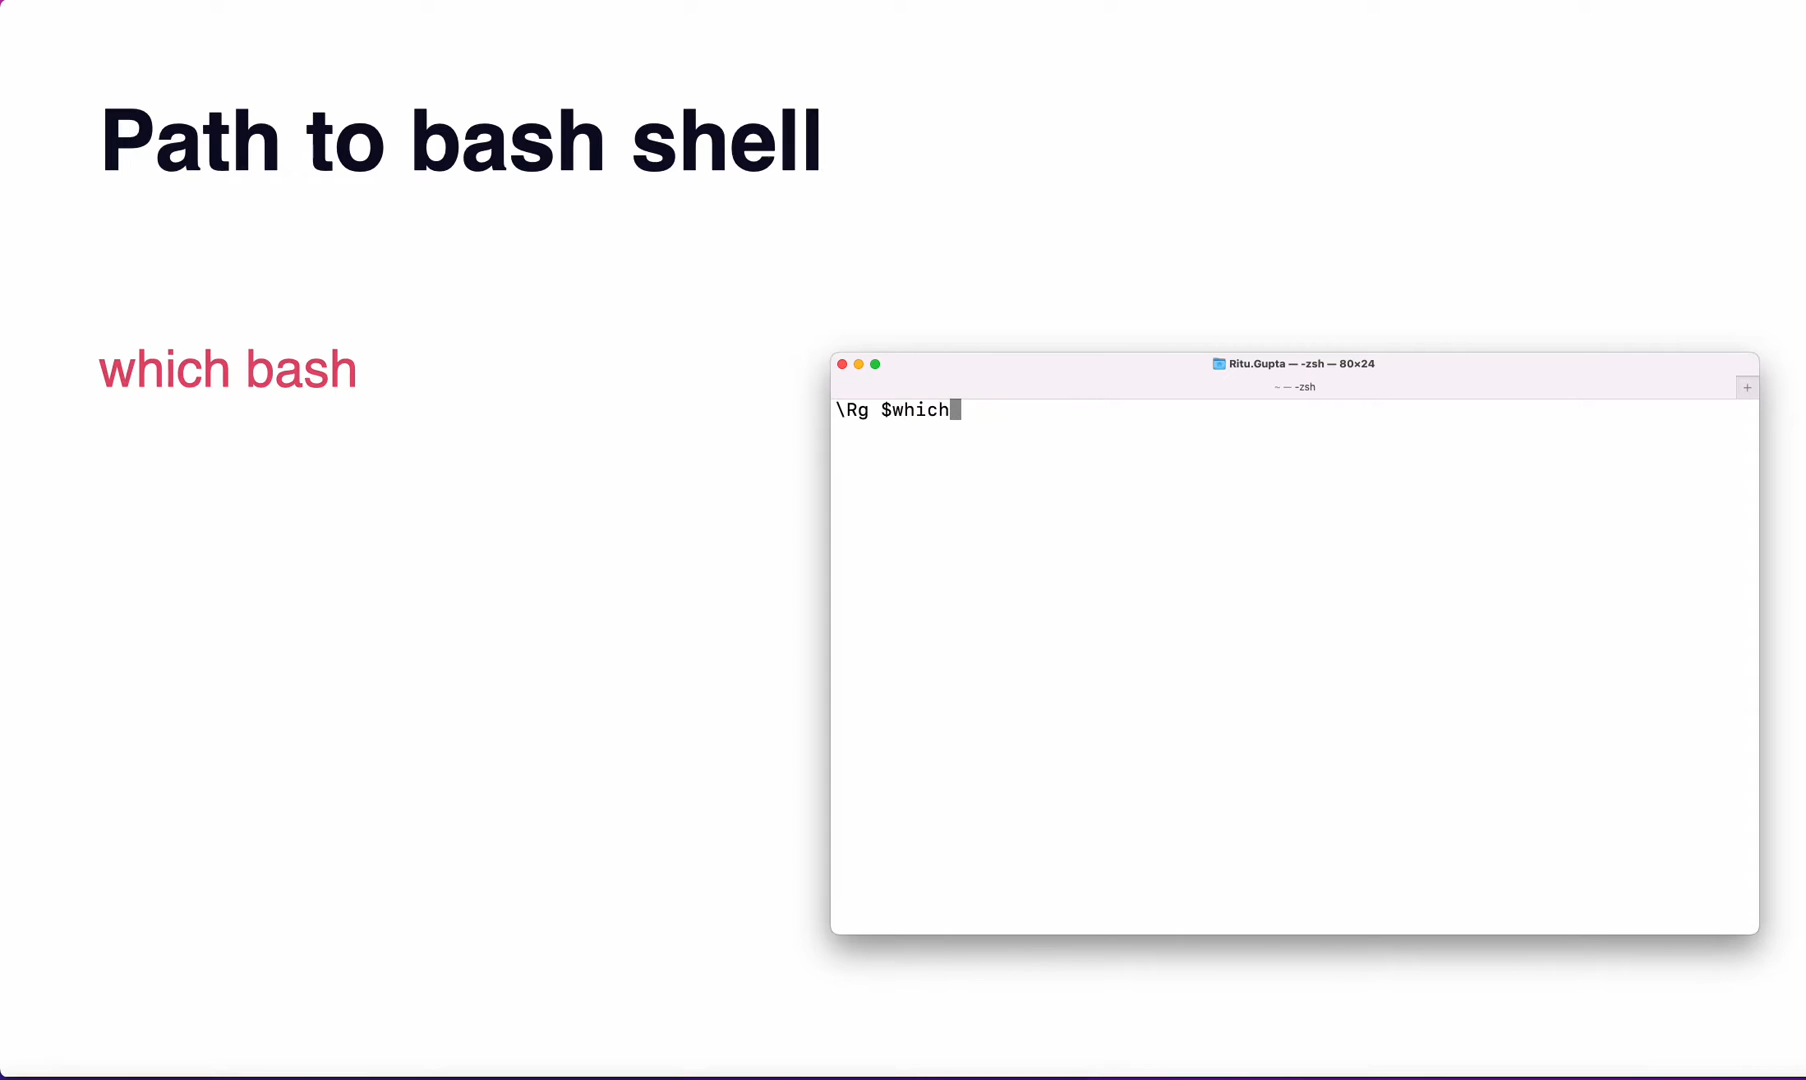 Path to bash shell
which bash
Ritu.Gupta — -zsh — 80×24
~ — -zsh
+
\Rg $which